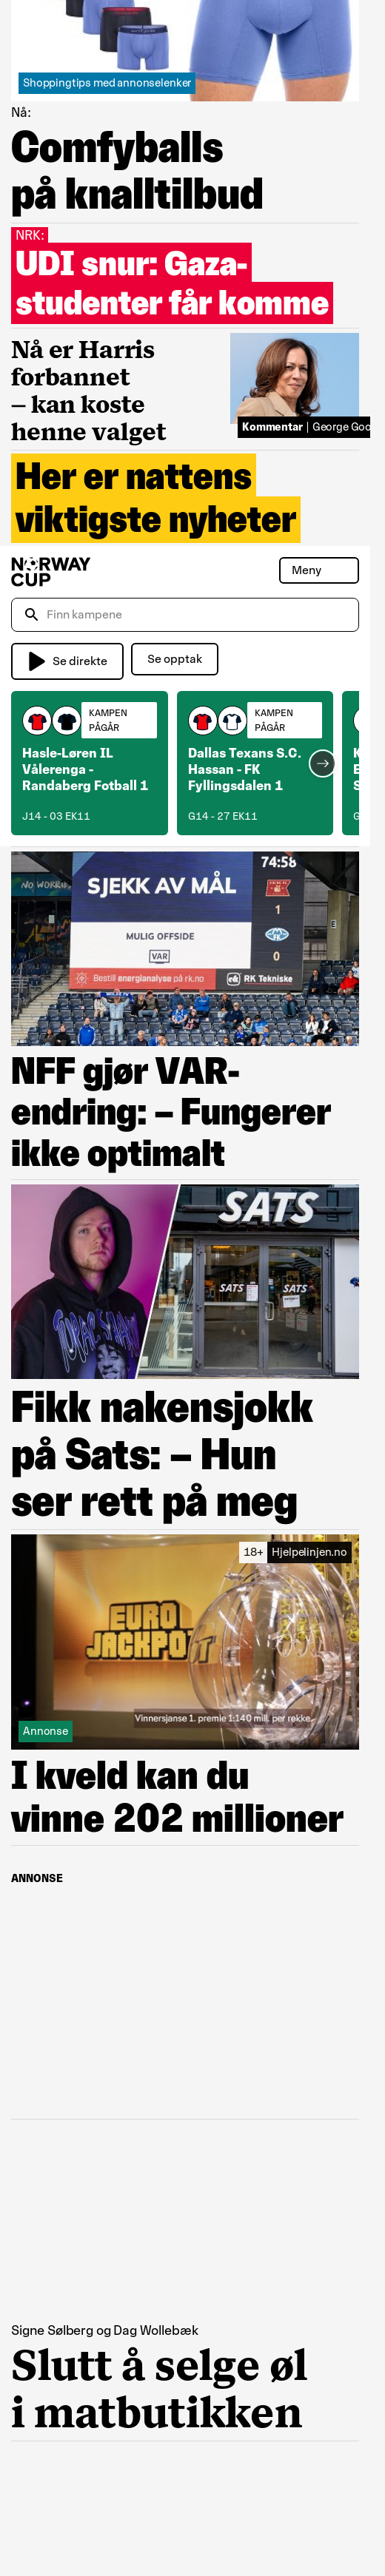 Shoppingtips med annonselenker
Nå:
Comfyballs
på knalltilbud
NRK:
UDI snur: Gaza-
studenter får komme
Nå er Harris
forbannet
– kan koste
henne valget
Kommentar | George Goo
Her er nattens
viktigste nyheter
NORWAY
CUP
Meny
Finn kampene
Se direkte
Se opptak
KAMPEN
PÅGÅR
Hasle-Løren IL
Vålerenga -
Randaberg Fotball 1
J14 - 03 EK11
KAMPEN
PÅGÅR
Dallas Texans S.C.
Hassan - FK
Fyllingsdalen 1
G14 - 27 EK11
74:58
NO WORRIES
SJEKK AV MÅL
MULIG OFFSIDE
VAR
1
0
E
Bestill energianalyse på rk.no
RK Tekniske
NFF gjør VAR-
endring: – Fungerer
ikke optimalt
SATS
SATS
SATS
Fikk nakensjokk
på Sats: – Hun
ser rett på meg
18+ Hjelpelinjen.no
EURO
JACKPOT
Vinnersjanse 1. premie 1:140 mill. per rekke.
Annonse
I kveld kan du
vinne 202 millioner
ANNONSE
Signe Sølberg og Dag Wollebæk
Slutt å selge øl
i matbutikken